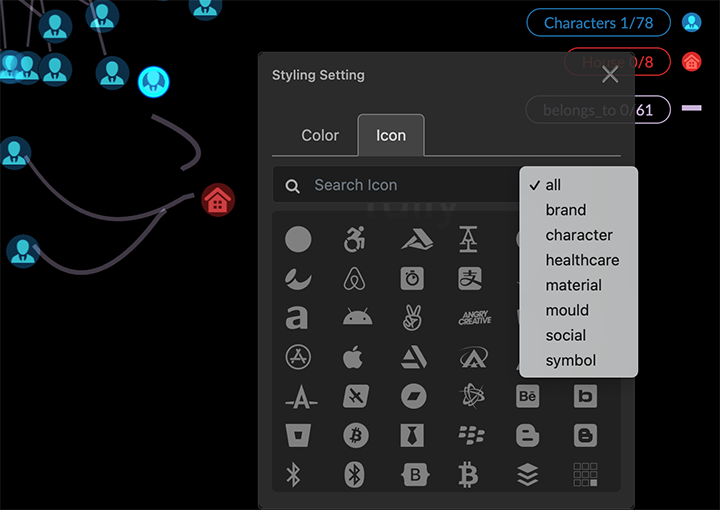 Characters 1/78
House 0/8
belongs_to 0/61
Styling Setting
Color
Icon
Search Icon
all
brand
character
healthcare
material
mould
social
symbol
ANGRY CREATIVE
Bē